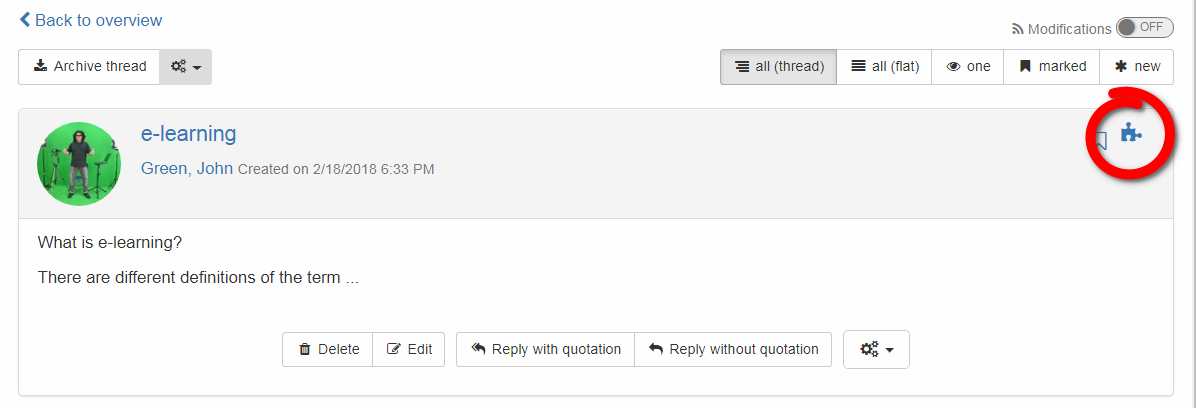 Back to overview
Modifications OFF
Archive thread
all (thread) all (flat) one marked new
e-learning
Green, John Created on 2/18/2018 6:33 PM
What is e-learning?
There are different definitions of the term ...
Delete Edit Reply with quotation Reply without quotation